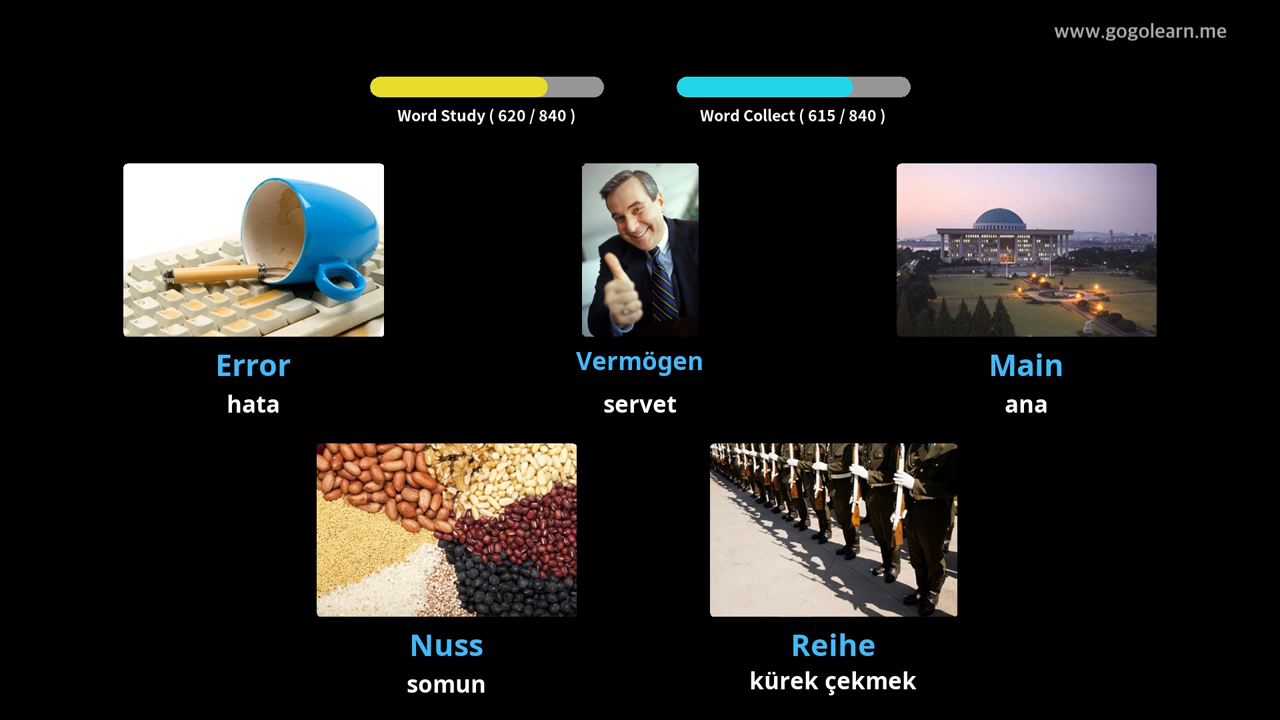 www.gogolearn.me
Word Study ( 620 / 840 )
Word Collect ( 615 / 840 )
Error
hata
Vermögen
servet
Main
ana
Nuss
somun
Reihe
kürek çekmek